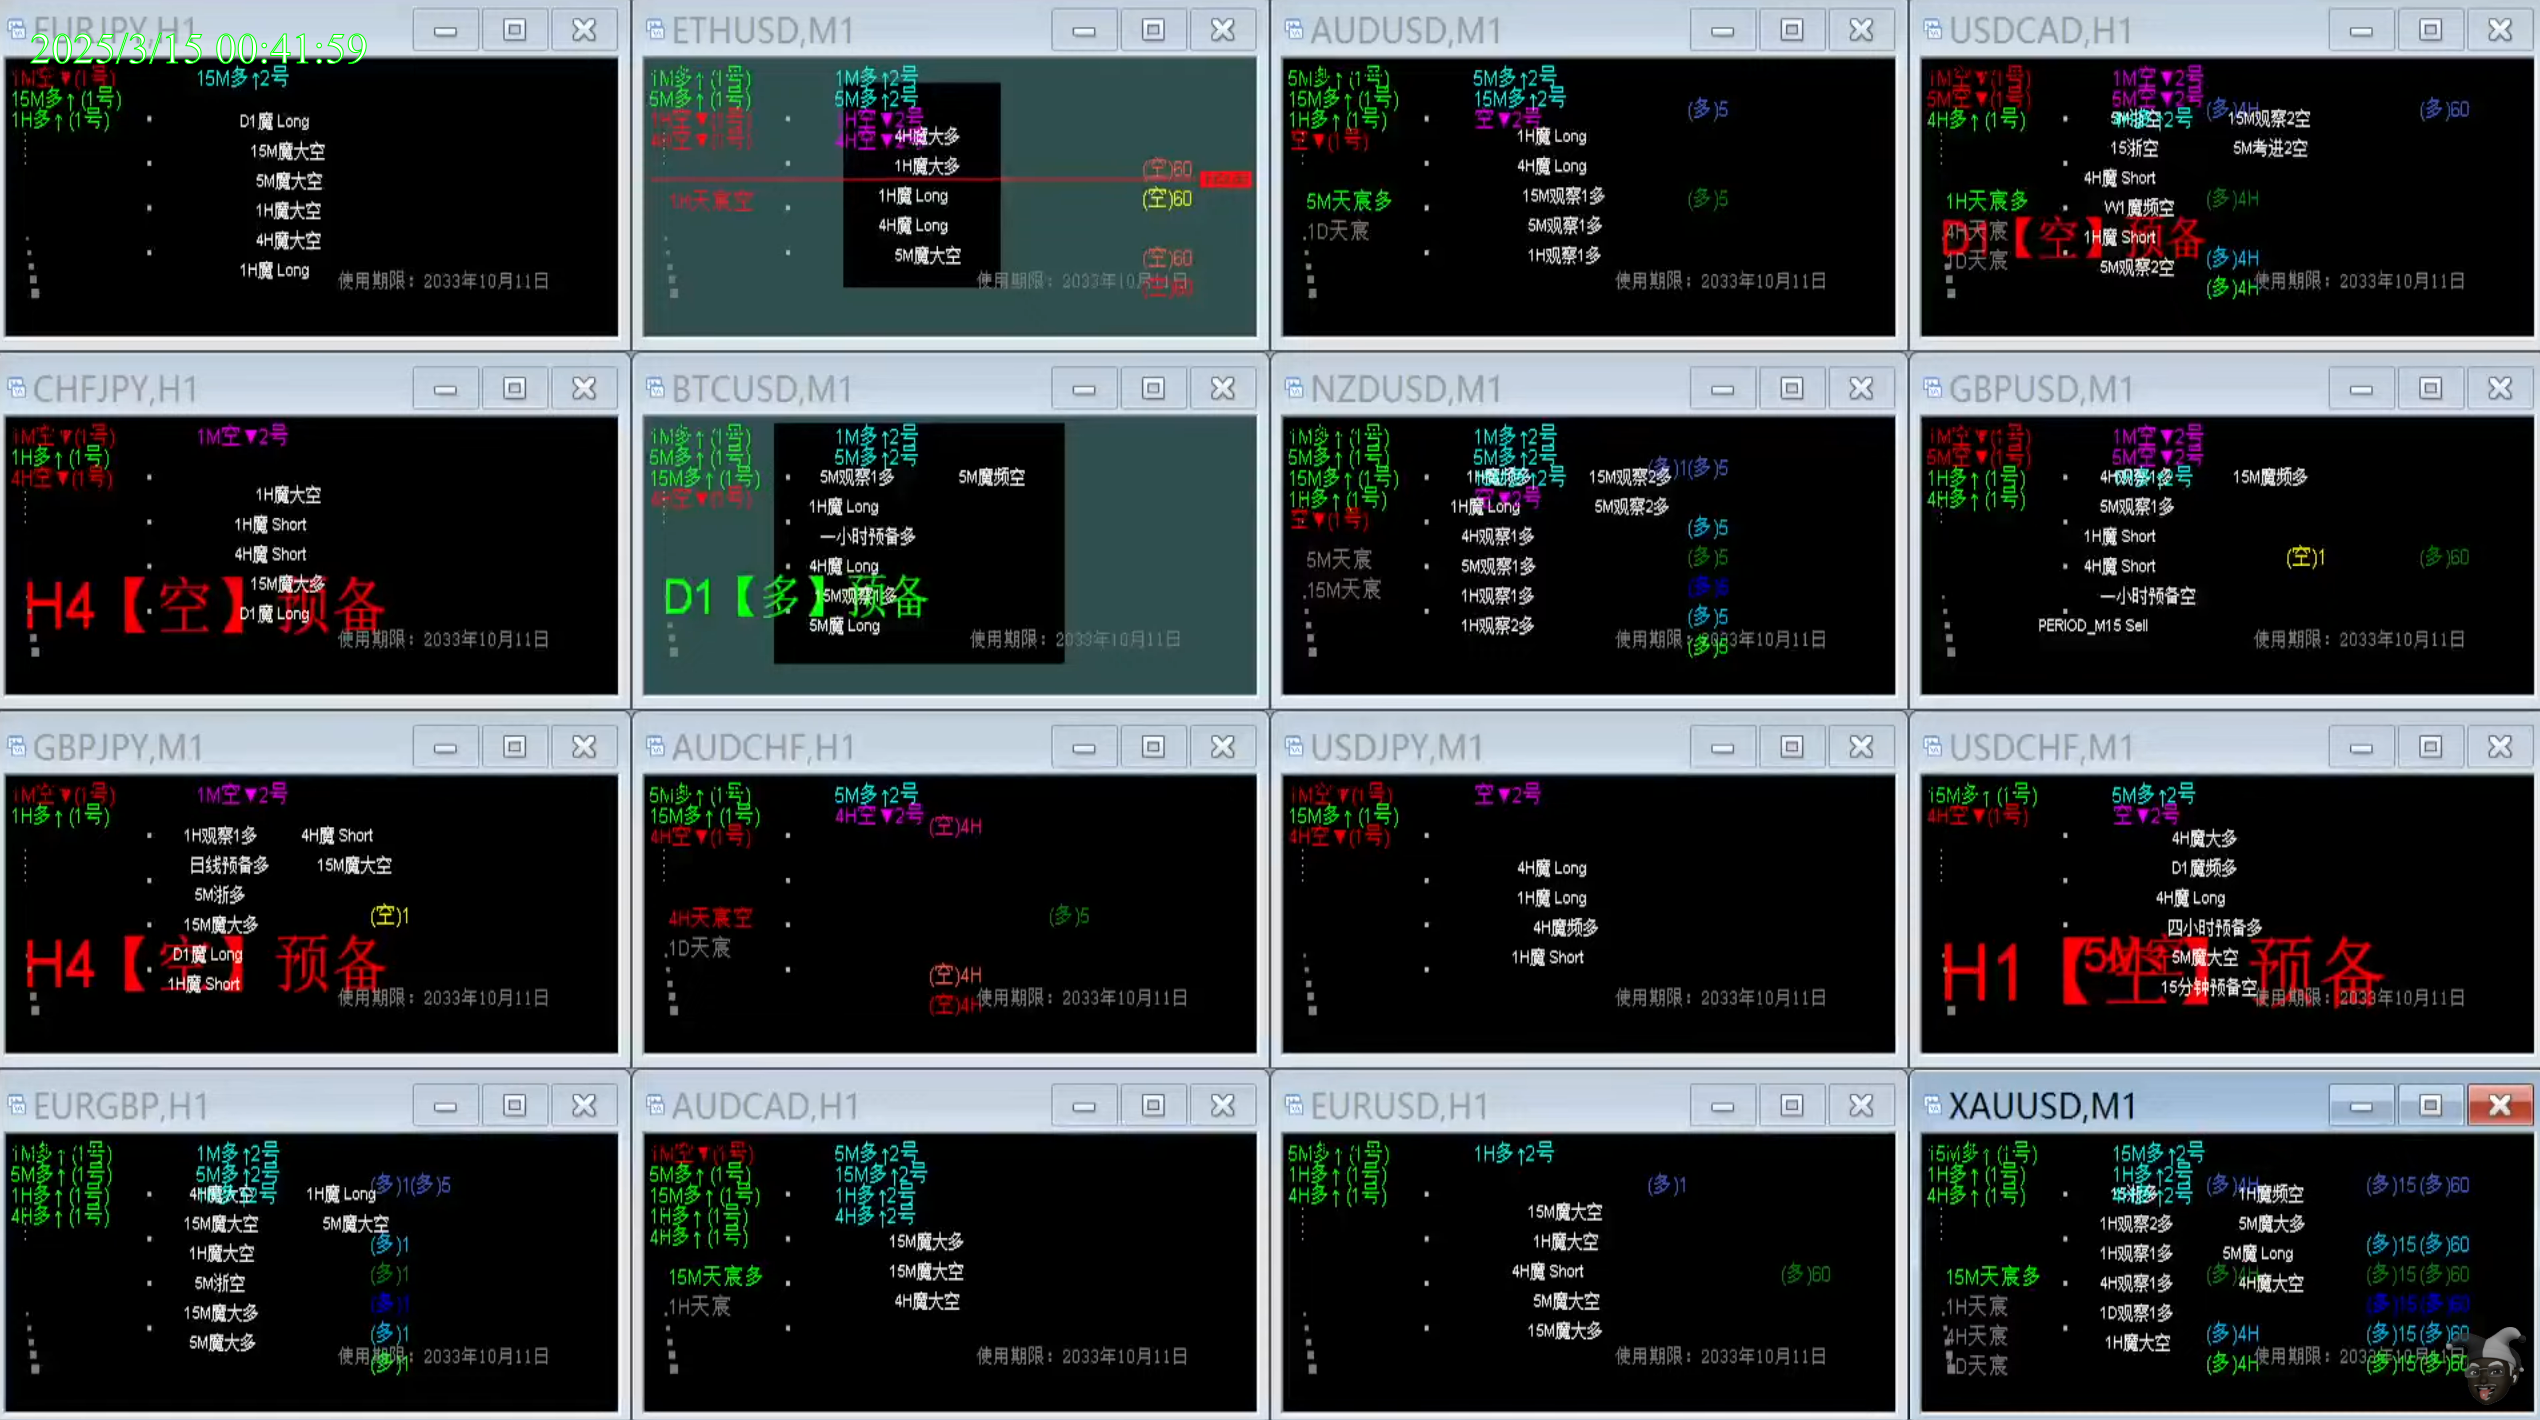 EURJPY,H1
2025/3/15 00:41:59
1M空▼(1号) 15M多↑2号
15M多↑(1号)
1H多↑(1号)
D1魔 Long
15M魔大空
5M魔大空
1H魔大空
4H魔大空
1H魔 Long
使用期限：2033年10月11日
ETHUSD,M1
1M多↑(1号) 1M多↑2号
5M多↑(1号) 5M多↑2号
1H空▼(1号) 1H空▼2号
4H空▼(1号) 4H空▼2号
4H魔大多
1H魔大多 (空)60
1H天宸空 1H魔 Long (空)60
4H魔 Long
5M魔大空 (空)60
使用期限：2033年10月11日
AUDUSD,M1
5M多↑(1号) 5M多↑2号
15M多↑(1号) 15M多↑2号 (多)5
1H多↑(1号) 空▼2号
空▼(1号) 1H魔 Long
4H魔 Long
5M天宸多 15M观察1多 (多)5
.1D天宸 5M观察1多
1H观察1多
使用期限：2033年10月11日
USDCAD,H1
1M空▼(1号) 1M空▼2号
5M空▼(1号) 5M空▼2号 (多)4H (多)60
4H多↑(1号) 15M观察2空
15浙空 5M考进2空
4H魔 Short
1H天宸多 W1魔频空 (多)4H
4H天宸 1H魔 Short
D1【空】预备
1D天宸 5M观察2空 (多)4H
(多)4H
使用期限：2033年10月11日
CHFJPY,H1
1M空▼(1号) 1M空▼2号
1H多↑(1号)
4H空▼(1号)
1H魔大空
1H魔 Short
4H魔 Short
15M魔大多
H4【空】预备
D1魔 Long
使用期限：2033年10月11日
BTCUSD,M1
1M多↑(1号) 1M多↑2号
5M多↑(1号) 5M多↑2号
15M多↑(1号) 5M观察1多 5M魔频空
4H空▼(1号) 1H魔 Long
一小时预备多
4H魔 Long
D1【多】预备
15M观察1多
5M魔 Long
使用期限：2033年10月11日
NZDUSD,M1
1M多↑(1号) 1M多↑2号
5M多↑(1号) 5M多↑2号 (多)1(多)5
15M多↑(1号) 1H魔频多 15M观察2多
1H多↑(1号) 空▼2号
1H魔 Long 5M观察2多
空▼(1号) 4H观察1多 (多)5
5M天宸 5M观察1多 (多)5
.15M天宸 1H观察1多
1H观察2多 (多)5
使用期限：2033年10月11日
(多)5
GBPUSD,M1
1M空▼(1号) 1M空▼2号
5M空▼(1号) 5M空▼2号
1H多↑(1号) 4H观察1多 15M魔频多
4H多↑(1号) 5M观察1多
1H魔 Short
4H魔 Short (空)1 (多)60
一小时预备空
PERIOD_M15 Sell
使用期限：2033年10月11日
GBPJPY,M1
1M空▼(1号) 1M空▼2号
1H多↑(1号)
1H观察1多 4H魔 Short
日线预备多 15M魔大空
5M浙多
15M魔大多 (空)1
H4【空】预备
D1魔 Long
1H魔 Short
使用期限：2033年10月11日
AUDCHF,H1
5M多↑(1号) 5M多↑2号
15M多↑(1号) 4H空▼2号 (空)4H
4H空▼(1号)
4H天宸空 (多)5
.1D天宸
(空)4H
(空)4H
使用期限：2033年10月11日
USDJPY,M1
1M空▼(1号) 空▼2号
15M多↑(1号)
4H空▼(1号)
4H魔 Long
1H魔 Long
4H魔频多
1H魔 Short
使用期限：2033年10月11日
USDCHF,M1
15M多↑(1号) 5M多↑2号
4H空▼(1号) 空▼2号
4H魔大多
D1魔频多
4H魔 Long
四小时预备多
H1【空】预备
5M魔大空
15分钟预备空
使用期限：2033年10月11日
EURGBP,H1
1M多↑(1号) 1M多↑2号
5M多↑(1号) 5M多↑2号 (多)1(多)5
1H多↑(1号) 4H魔大空 1H魔 Long
4H多↑(1号) 15M魔大空 5M魔大空
1H魔大空 (多)1
5M浙空 (多)1
15M魔大多 (多)1
5M魔大多 (多)1
使用期限：2033年10月11日
(多)1
AUDCAD,H1
1M空▼(1号) 5M多↑2号
5M多↑(1号) 15M多↑2号
15M多↑(1号) 1H多↑2号
1H多↑(1号) 4H多↑2号
4H多↑(1号) 15M魔大多
15M天宸多 15M魔大空
.1H天宸 4H魔大空
使用期限：2033年10月11日
EURUSD,H1
5M多↑(1号) 1H多↑2号
1H多↑(1号) (多)1
4H多↑(1号)
15M魔大空
1H魔大空
4H魔 Short (多)60
5M魔大空
15M魔大多
使用期限：2033年10月11日
XAUUSD,M1
15M多↑(1号) 15M多↑2号
1H多↑(1号) 1H多↑2号 (多)4H (多)15(多)60
4H多↑(1号) 1H魔频空
1H观察2多 5M魔大多
1H观察1多 5M魔 Long (多)15(多)60
15M天宸多 4H观察1多 4H魔大空 (多)15(多)60
.1H天宸 1D观察1多 (多)15(多)60
4H天宸 1H魔大空 (多)4H (多)15(多)60
1D天宸 (多)4H (多)15(多)60
使用期限：2033年10月11日